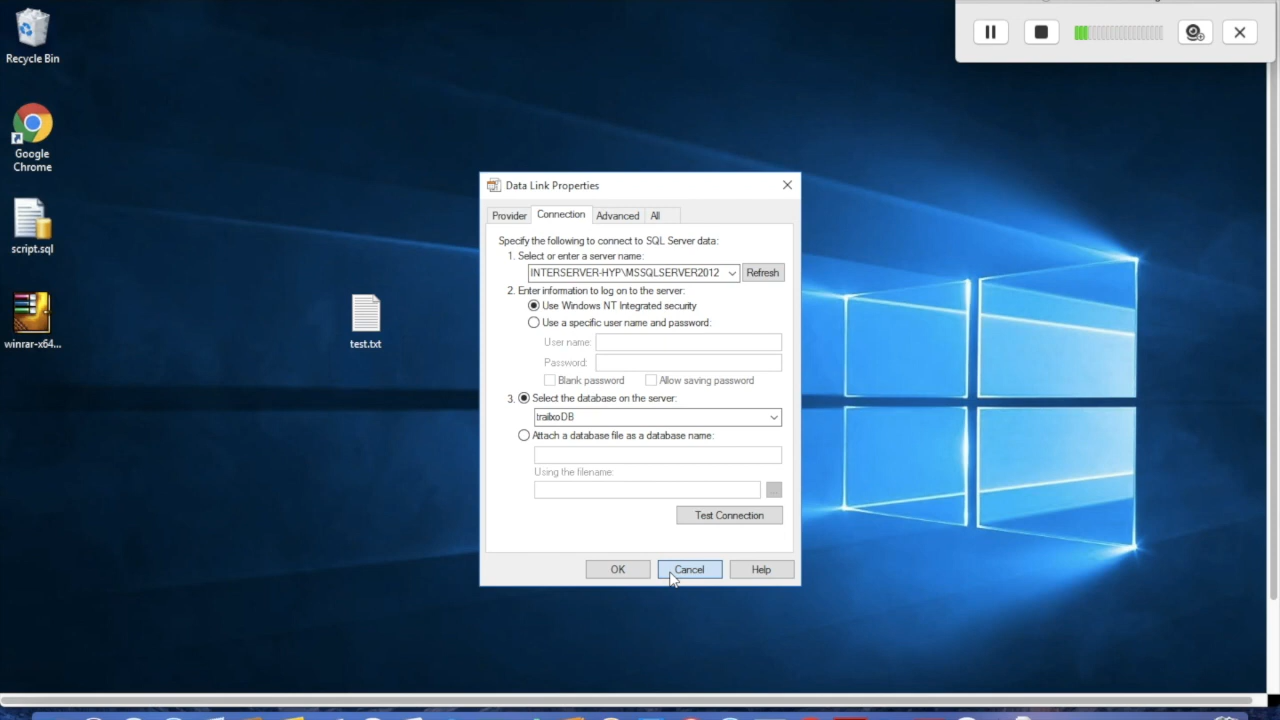 Recycle Bin
Google
Chrome
script.sql
winrar-x64...
test.txt
Data Link Properties
Provider Connection Advanced All
Specify the following to connect to SQL Server data:
1. Select or enter a server name:
INTERSERVER-HYP\MSSQLSERVER2012 Refresh
2. Enter information to log on to the server:
Use Windows NT Integrated security
Use a specific user name and password:
User name:
Password:
Blank password Allow saving password
3. Select the database on the server:
trailxoDB
Attach a database file as a database name:
Using the filename:
...
Test Connection
OK Cancel Help